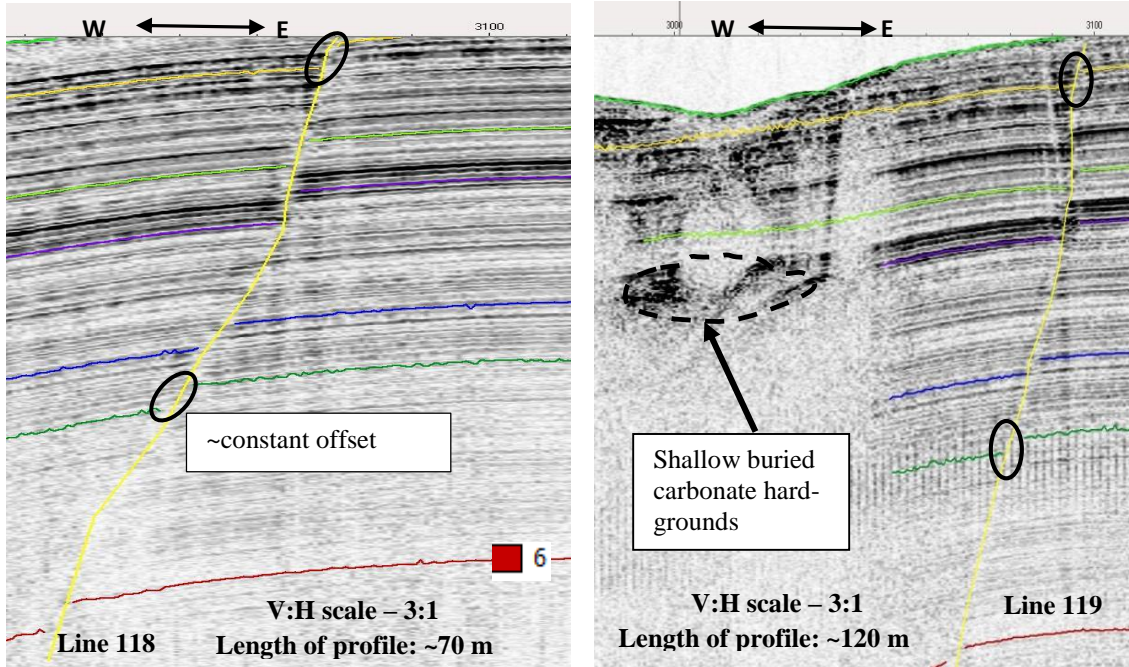 W E
3100
~constant offset
6
V:H scale – 3:1
Line 118
Length of profile: ~70 m
3000
W E
3100
Shallow buried
carbonate hard-
grounds
V:H scale – 3:1
Line 119
Length of profile: ~120 m